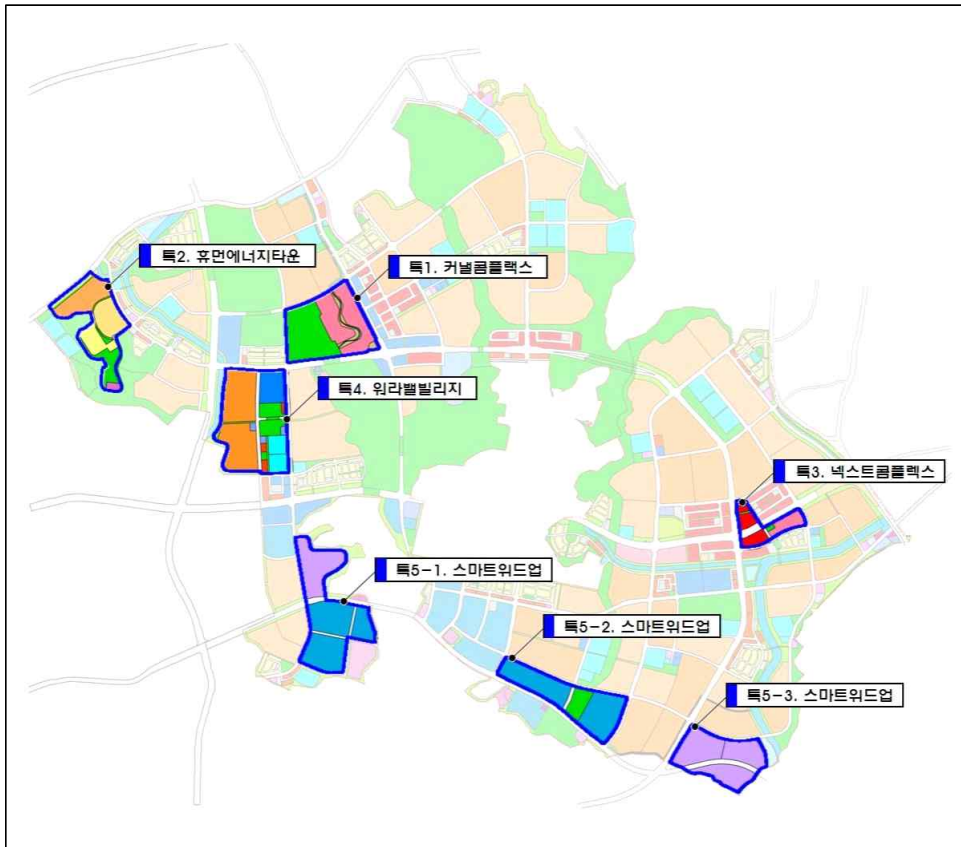 특2. 휴먼에너지타운
특1. 커낼콤플랙스
특4. 워라밸빌리지
특3. 넥스트콤플렉스
특5-1. 스마트위드업
특5-2. 스마트위드업
특5-3. 스마트위드업